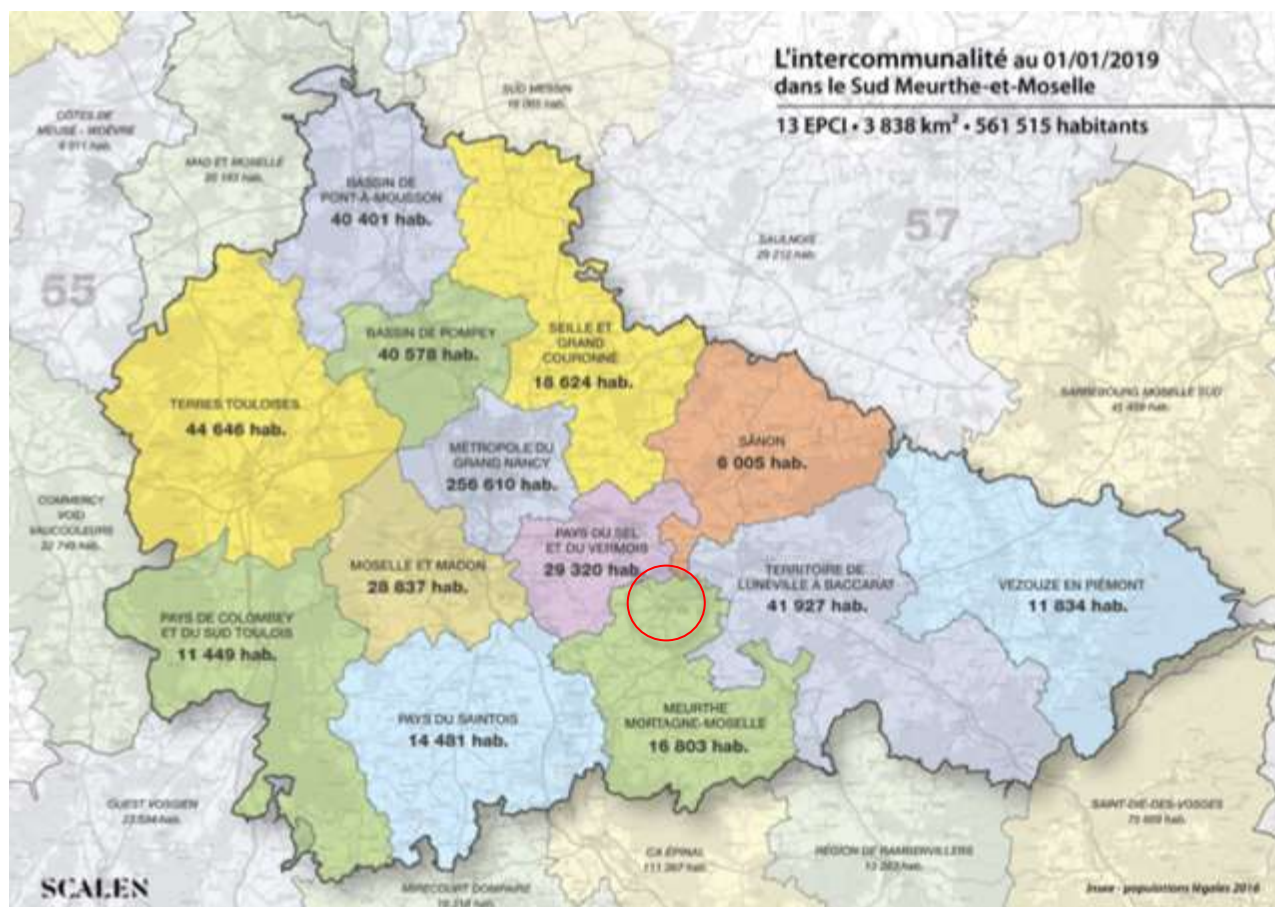 L'intercommunalité au 01/01/2019
dans le Sud Meurthe-et-Moselle
13 EPCI • 3 838 km² • 561 515 habitants
SUD MESSIN
CÔTES DE
MEUSE - WOËVRE
MAD ET MOSELLE
BASSIN DE
PONT-À-MOUSSON
40 401 hab.
57
SAULNOIS
29 212 hab.
55
BASSIN DE POMPEY
40 578 hab.
SEILLE ET
GRAND
COURONNÉ
18 624 hab.
TERRES TOULOISES
44 646 hab.
SARREBOURG MOSELLE SUD
SÂNON
6 005 hab.
MÉTROPOLE DU
GRAND NANCY
256 610 hab.
COMMERCY
VOID
VAUCOULEURS
PAYS DU SEL
ET DU VERMOIS
29 320 hab.
MOSELLE ET MADON
28 837 hab.
TERRITOIRE DE
LUNÉVILLE À BACCARAT
41 927 hab.
VEZOUZE EN PIÉMONT
11 834 hab.
PAYS DE COLOMBEY
ET DU SUD TOULOIS
11 449 hab.
PAYS DU SAINTOIS
14 481 hab.
MEURTHE
MORTAGNE-MOSELLE
16 803 hab.
OUEST VOSGIEN
SAINT-DIÉ-DES-VOSGES
CA ÉPINAL
RÉGION DE RAMBERVILLERS
MIRECOURT DOMPAIRE
SCALEN
Insee - populations légales 2016